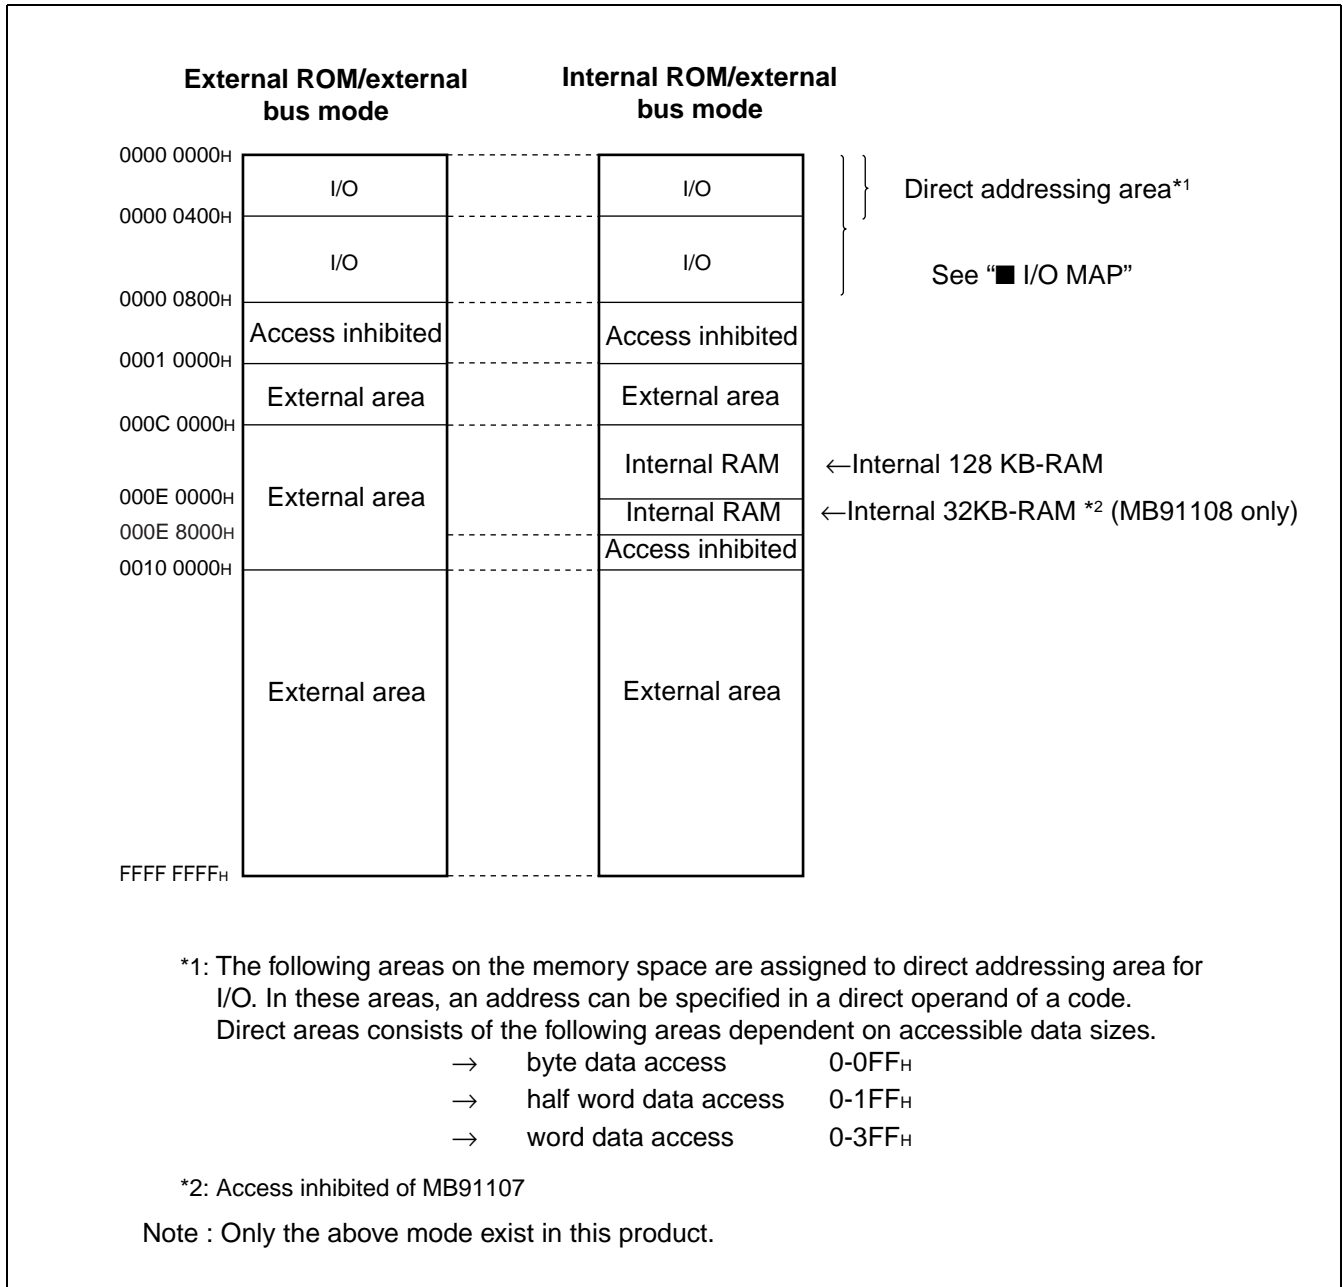 External ROM/external
bus mode
Internal ROM/external
bus mode
0000 0000H
I/O
I/O
Direct addressing area*1
0000 0400H
I/O
I/O
See “■ I/O MAP”
0000 0800H
Access inhibited
Access inhibited
0001 0000H
External area
External area
000C 0000H
Internal RAM
←Internal 128 KB-RAM
000E 0000H
External area
Internal RAM
←Internal 32KB-RAM *2 (MB91108 only)
000E 8000H
Access inhibited
0010 0000H
External area
External area
FFFF FFFFH
*1: The following areas on the memory space are assigned to direct addressing area for
I/O. In these areas, an address can be specified in a direct operand of a code.
Direct areas consists of the following areas dependent on accessible data sizes.
→ byte data access 0-0FFH
→ half word data access 0-1FFH
→ word data access 0-3FFH
*2: Access inhibited of MB91107
Note : Only the above mode exist in this product.